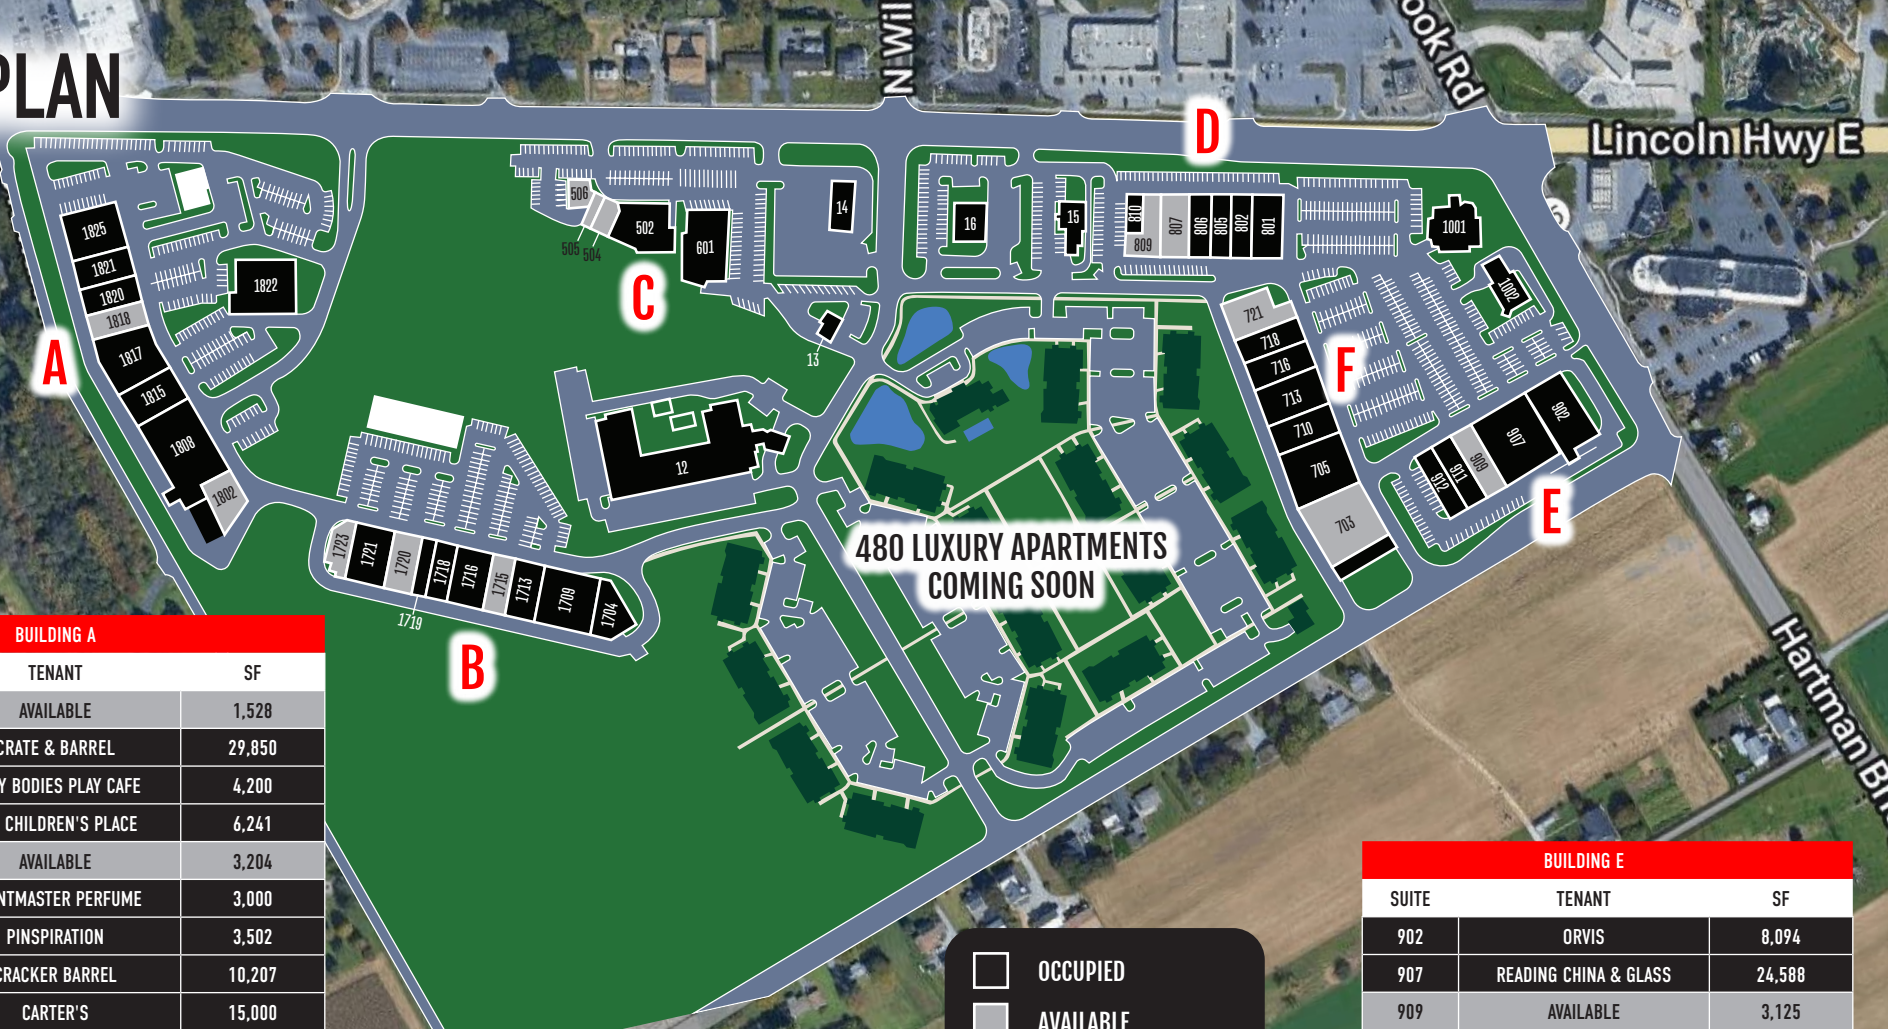 PLAN
N Wil
ook Rd
Lincoln Hwy E
Hartman Bri
A
B
C
D
E
F
1825
1821
1820
1818
1817
1815
1808
1802
1822
1723
1721
1720
1719
1718
1716
1715
1713
1709
1704
506
505
504
502
601
14
13
12
16
15
810
809
807
806
805
802
801
1001
1002
721
718
716
713
710
705
703
912
911
909
907
902
480 LUXURY APARTMENTS
COMING SOON
BUILDING A
TENANT SF
AVAILABLE 1,528
CRATE & BARREL 29,850
Y BODIES PLAY CAFE 4,200
CHILDREN'S PLACE 6,241
AVAILABLE 3,204
NTMASTER PERFUME 3,000
PINSPIRATION 3,502
CRACKER BARREL 10,207
CARTER'S 15,000
OCCUPIED
AVAILABLE
BUILDING E
SUITE TENANT SF
902 ORVIS 8,094
907 READING CHINA & GLASS 24,588
909 AVAILABLE 3,125